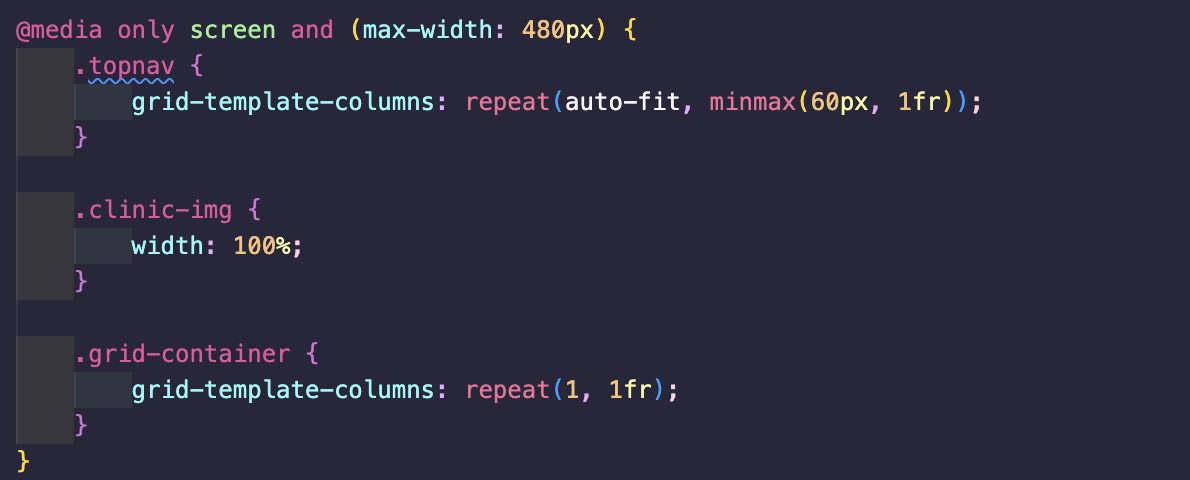 @media only screen and (max-width: 480px) {
    .topnav {
        grid-template-columns: repeat(auto-fit, minmax(60px, 1fr));
    }

    .clinic-img {
        width: 100%;
    }

    .grid-container {
        grid-template-columns: repeat(1, 1fr);
    }
}